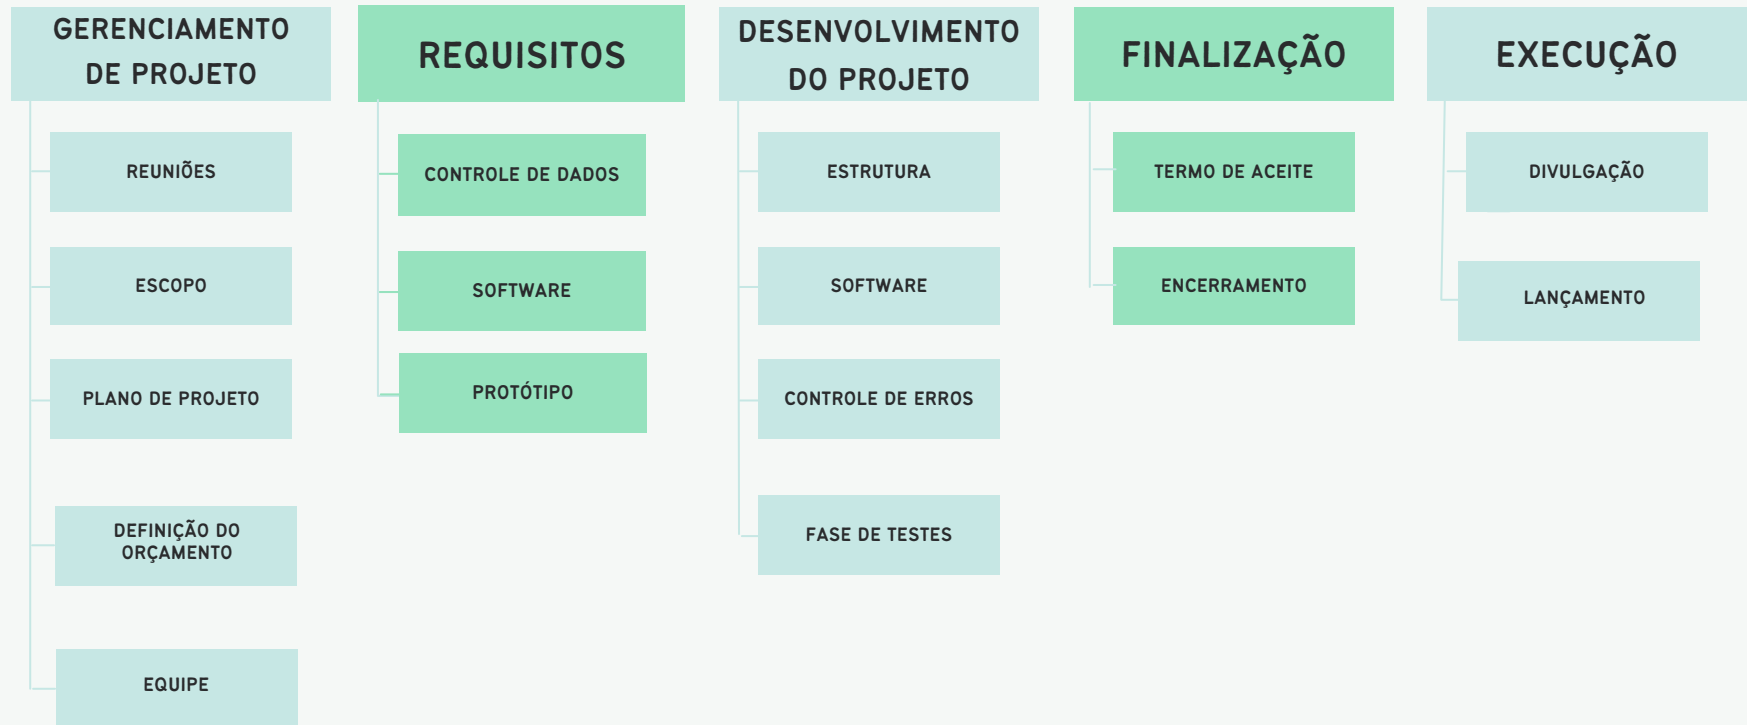 GERENCIAMENTO
DE PROJETO
REUNIÕES
ESCOPO
PLANO DE PROJETO
DEFINIÇÃO DO
ORÇAMENTO
EQUIPE
REQUISITOS
CONTROLE DE DADOS
SOFTWARE
PROTÓTIPO
DESENVOLVIMENTO
DO PROJETO
ESTRUTURA
SOFTWARE
CONTROLE DE ERROS
FASE DE TESTES
FINALIZAÇÃO
TERMO DE ACEITE
ENCERRAMENTO
EXECUÇÃO
DIVULGAÇÃO
LANÇAMENTO